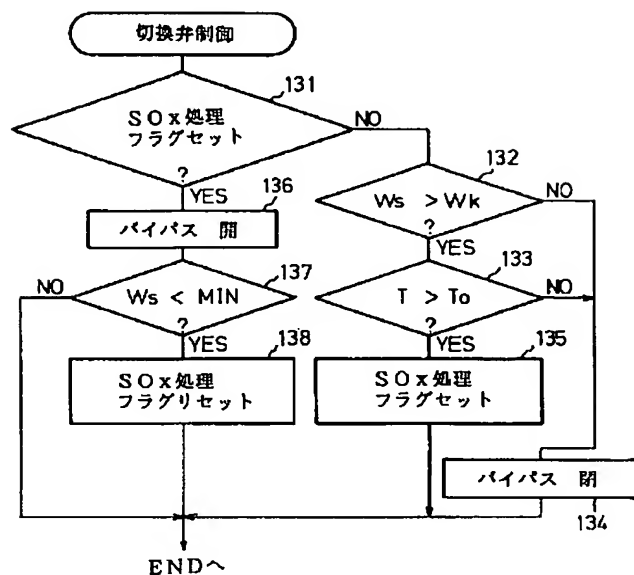 切換弁制御
131
SOx処理
フラグセット
?
NO
YES
132
Ws > Wk
?
NO
YES
136
バイパス 開
133
T > To
?
NO
YES
137
Ws < MIN
?
NO
YES
138
SOx処理
フラグリセット
135
SOx処理
フラグセット
バイパス 閉
134
ENDへ